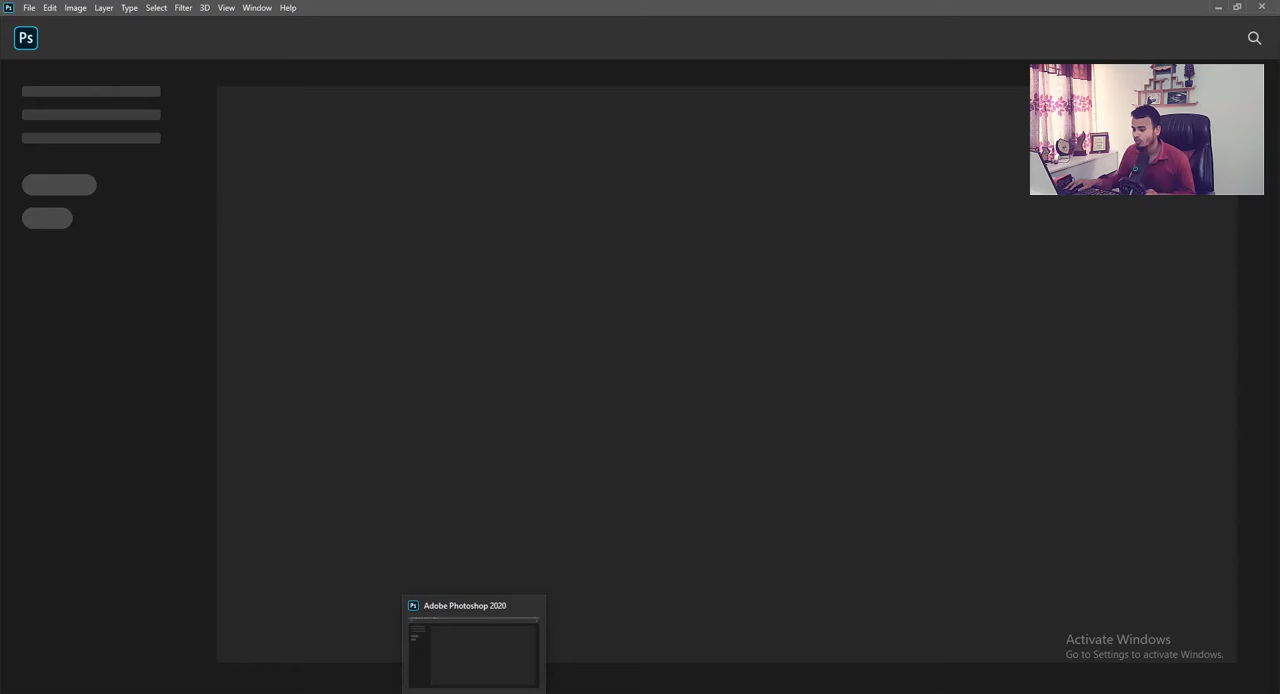 Ps File Edit Image Layer Type Select Filter 3D View Window Help
Ps
Ps Adobe Photoshop 2020
Activate Windows
Go to Settings to activate Windows.